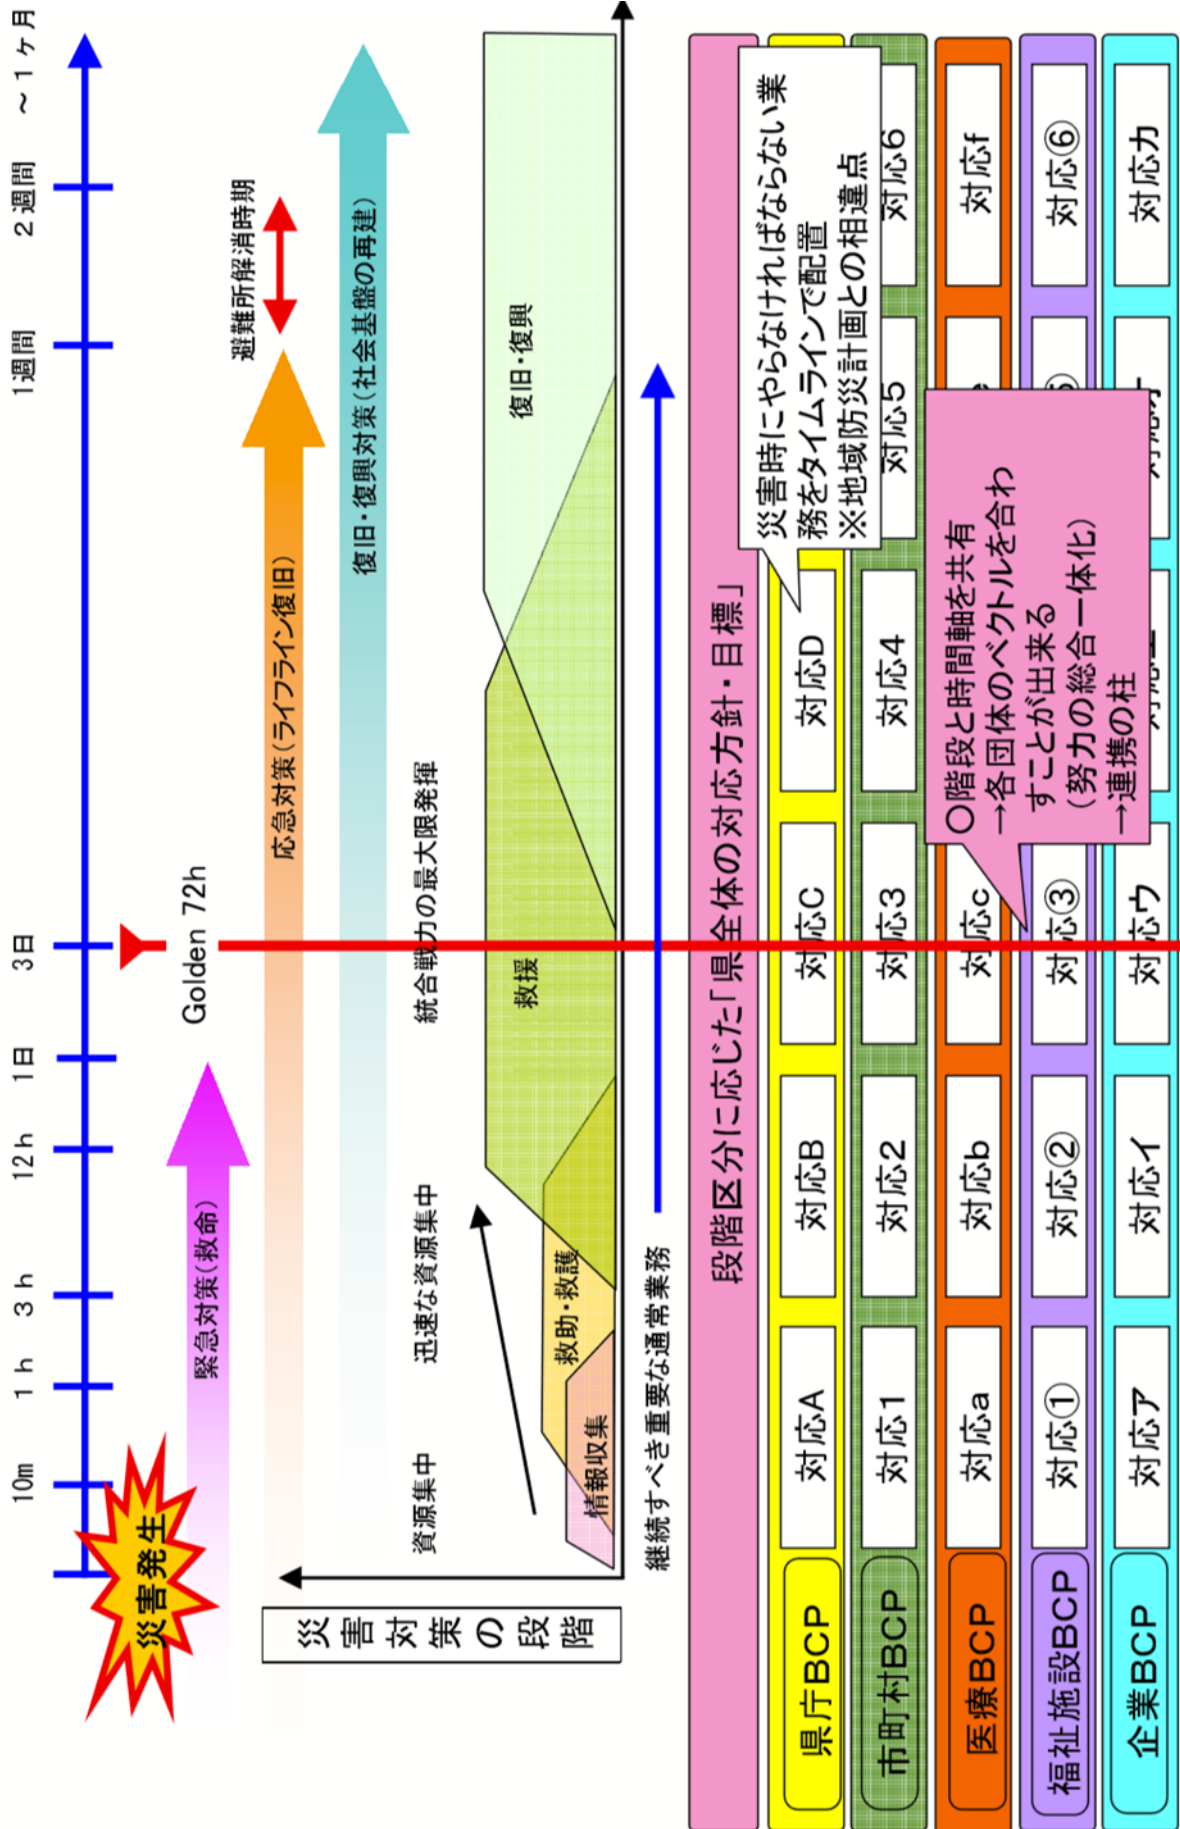 10m
1h
3h
12h
1日
3日
1週間
2週間
～1ヶ月
災害発生
緊急対策(救命)
Golden 72h
応急対策(ライフライン復旧)
避難所解消時期
復旧・復興対策(社会基盤の再建)
資源集中
迅速な資源集中
統合戦力の最大限発揮
災害対策の段階
情報収集
救助・救護
救援
復旧・復興
継続すべき重要な通常業務
段階区分に応じた「県全体の対応方針・目標」
災害時にやらなければならない業
務をタイムラインで配置
※地域防災計画との相違点
県庁BCP
対応A
対応B
対応C
対応D
市町村BCP
対応1
対応2
対応3
対応4
対応5
対応6
医療BCP
対応a
対応b
対応c
対応f
福祉施設BCP
対応①
対応②
対応③
対応⑥
企業BCP
対応ア
対応イ
対応ウ
対応カ
〇階段と時間軸を共有
→各団体のベクトルを合わ
すことが出来る
(努力の総合一体化)
→連携の柱